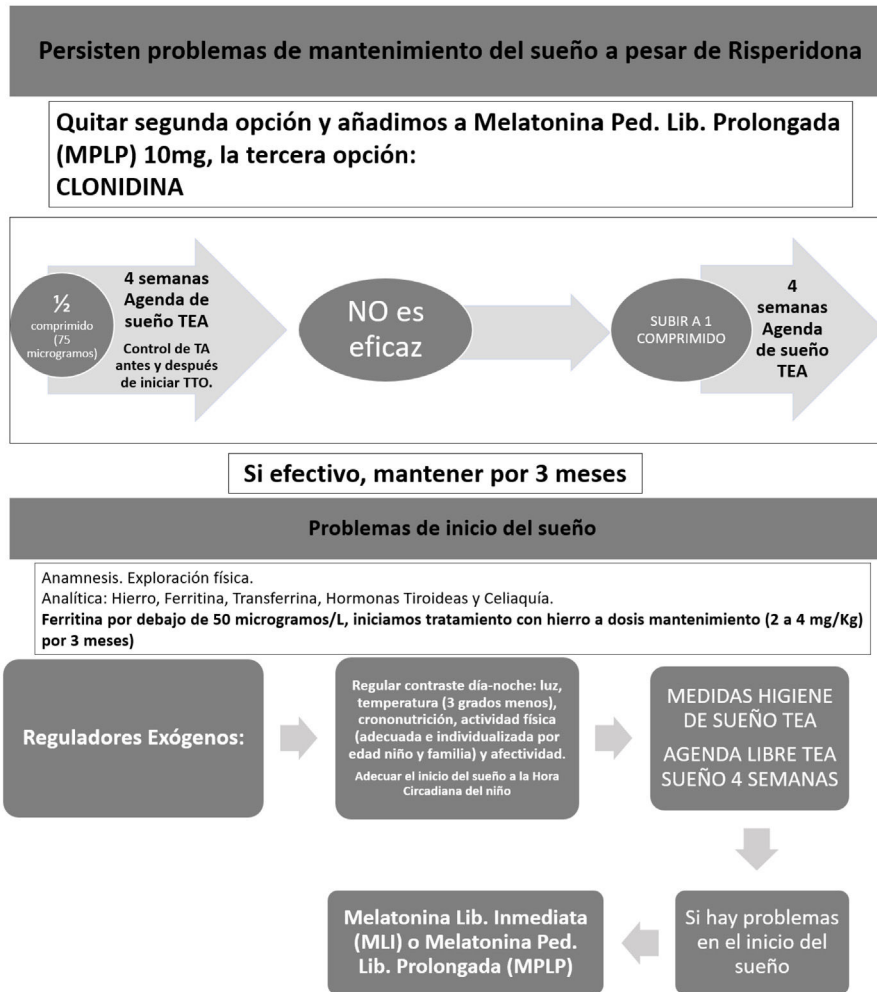 Persisten problemas de mantenimiento del sueño a pesar de Risperidona
Quitar segunda opción y añadimos a Melatonina Ped. Lib. Prolongada
(MPLP) 10mg, la tercera opción:
CLONIDINA
½
comprimido
(75
microgramos)
4 semanas
Agenda de
sueño TEA
Control de TA
antes y después
de iniciar TTO.
NO es
eficaz
SUBIR A 1
COMPRIMIDO
4
semanas
Agenda
de sueño
TEA
Si efectivo, mantener por 3 meses
Problemas de inicio del sueño
Anamnesis. Exploración física.
Analítica: Hierro, Ferritina, Transferrina, Hormonas Tiroideas y Celiaquía.
Ferritina por debajo de 50 microgramos/L, iniciamos tratamiento con hierro a dosis mantenimiento (2 a 4 mg/Kg)
por 3 meses)
Reguladores Exógenos:
Regular contraste día-noche: luz,
temperatura (3 grados menos),
crononutrición, actividad física
(adecuada e individualizada por
edad niño y familia) y afectividad.
Adecuar el inicio del sueño a la Hora
Circadiana del niño
MEDIDAS HIGIENE
DE SUEÑO TEA
AGENDA LIBRE TEA
SUEÑO 4 SEMANAS
Si hay problemas
en el inicio del
sueño
Melatonina Lib. Inmediata
(MLI) o Melatonina Ped.
Lib. Prolongada (MPLP)